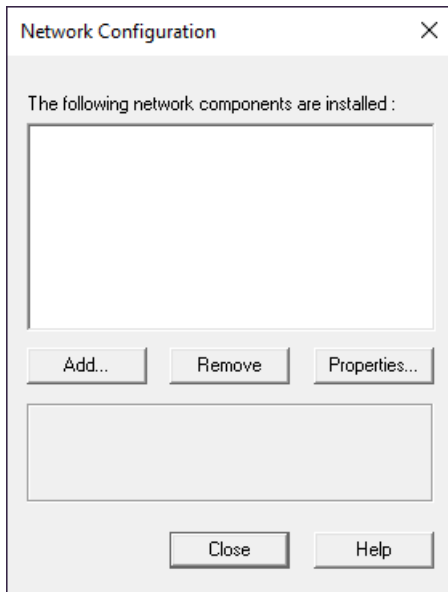 Network Configuration
The following network components are installed :
Add...
Remove
Properties...
Close
Help